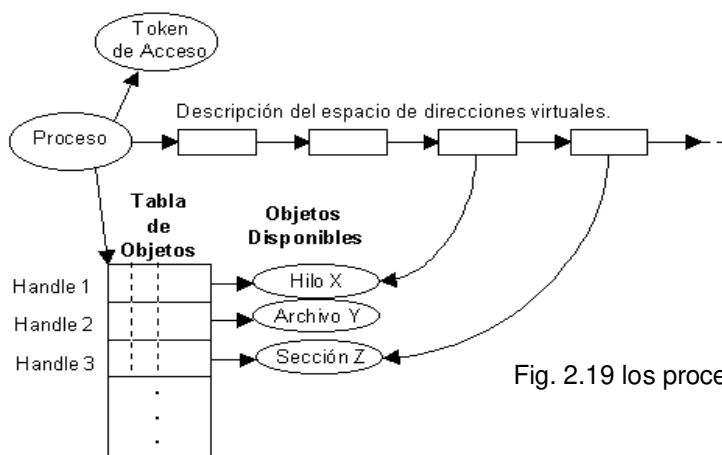 Token
de Acceso
Descripción del espacio de direcciones virtuales.
Proceso
Tabla
de
Objetos
Objetos
Disponibles
Handle 1
Hilo X
Handle 2
Archivo Y
Handle 3
Sección Z
Fig. 2.19 los proce